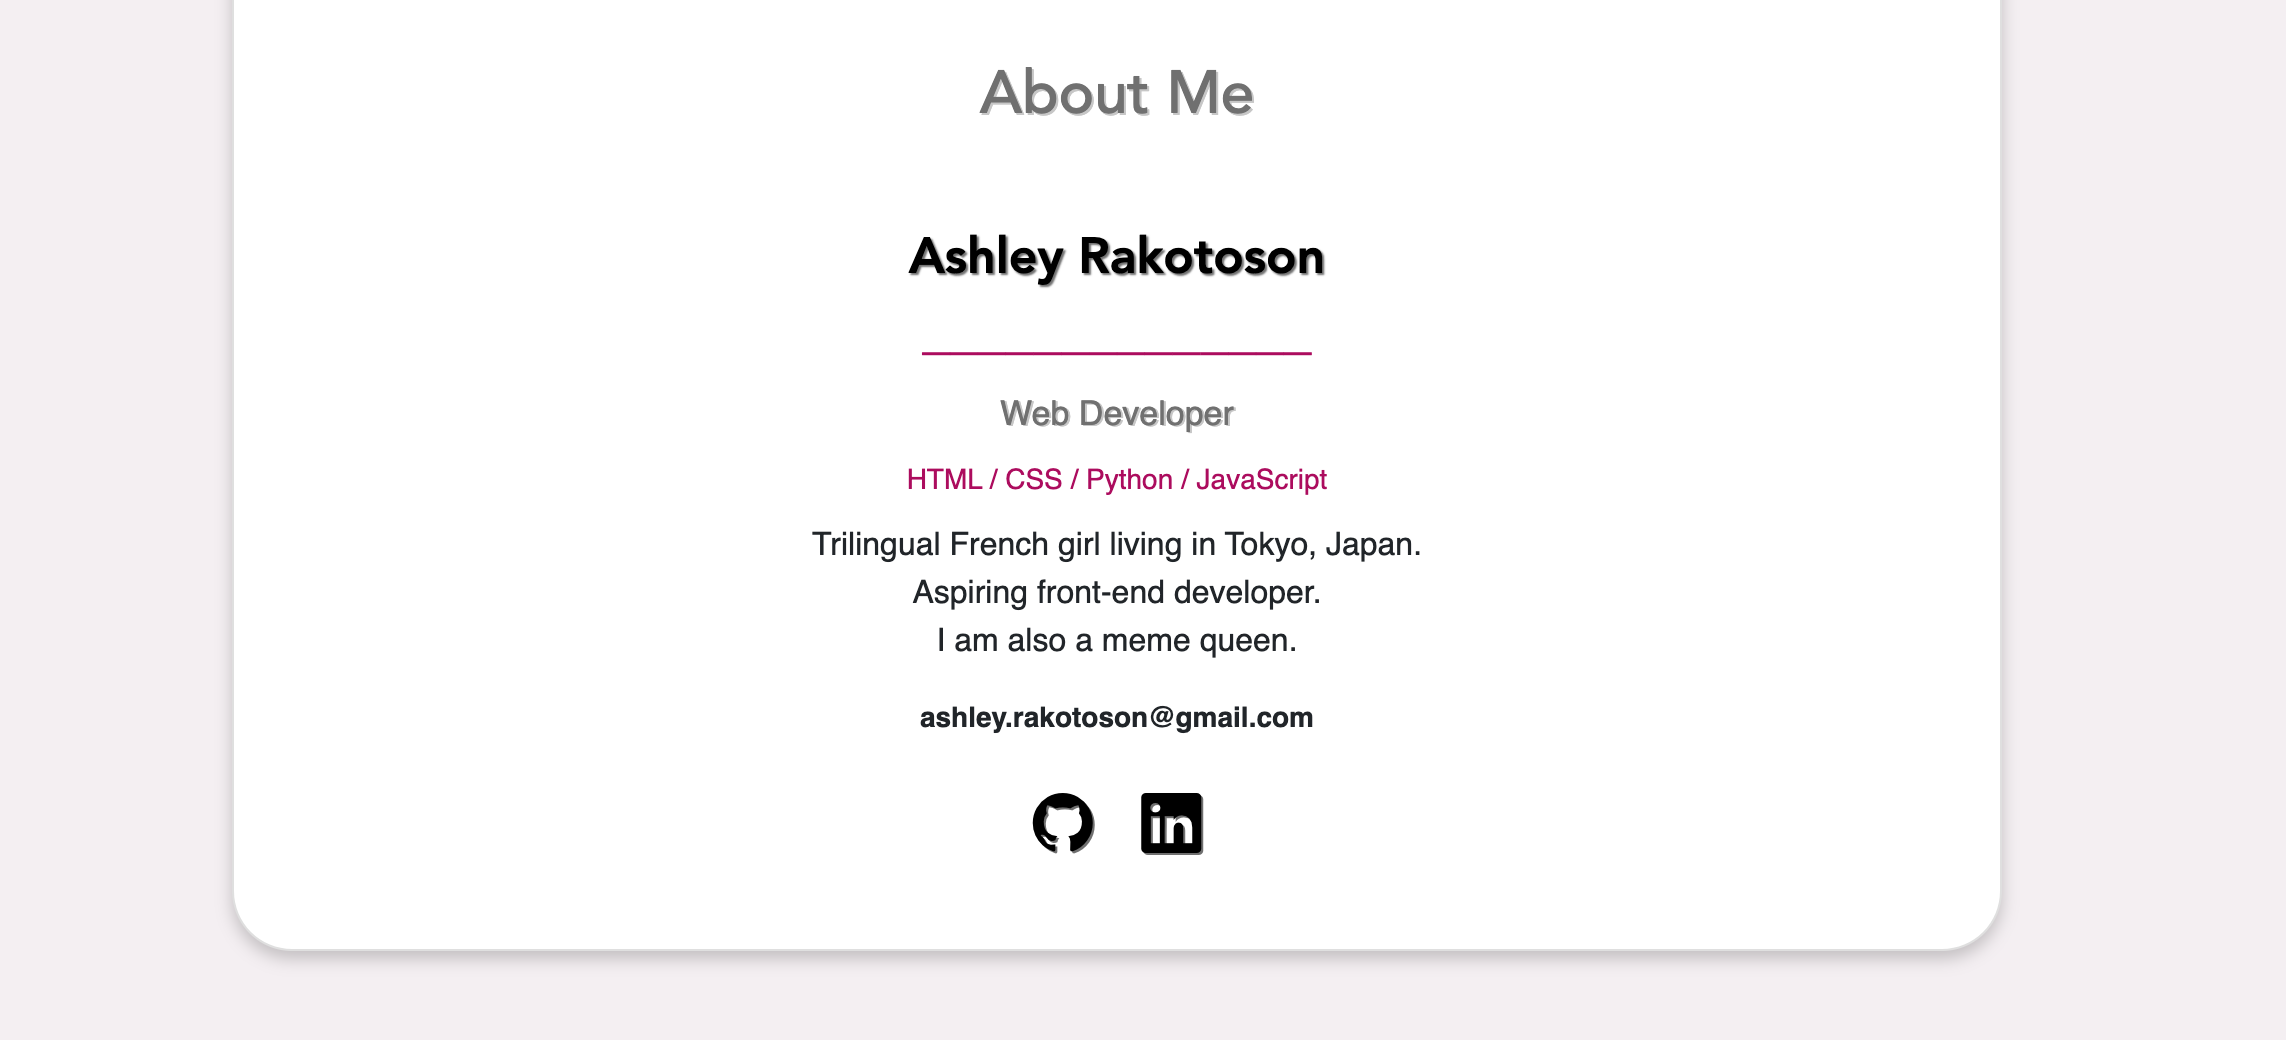 About Me
Ashley Rakotoson
Web Developer
HTML / CSS / Python / JavaScript
Trilingual French girl living in Tokyo, Japan.
Aspiring front-end developer.
I am also a meme queen.
ashley.rakotoson@gmail.com
in